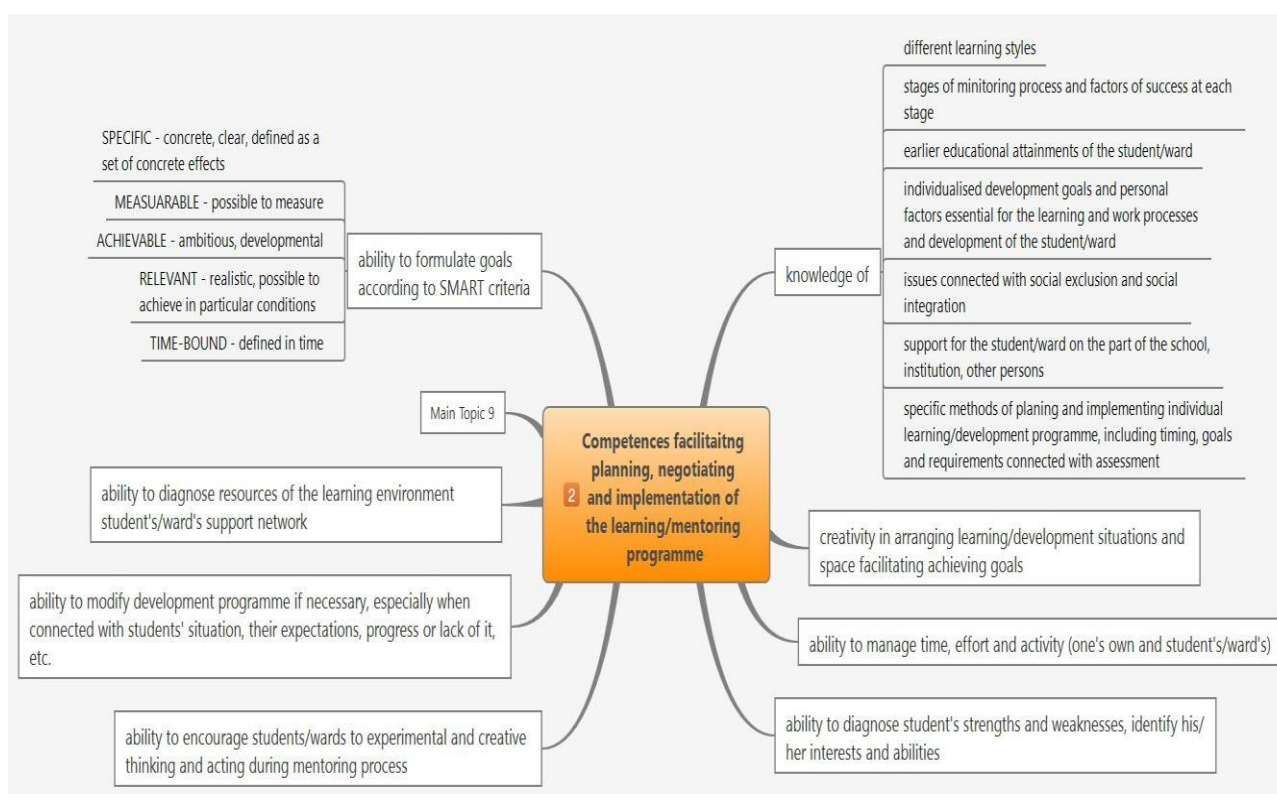 different learning styles
stages of minitoring process and factors of success at each
stage
earlier educational attainments of the student/ward
individualised development goals and personal
factors essential for the learning and work processes
and development of the student/ward
issues connected with social exclusion and social
integration
support for the student/ward on the part of the school,
institution, other persons
specific methods of planing and implementing individual
learning/development programme, including timing, goals
and requirements connected with assessment
knowledge of
SPECIFIC - concrete, clear, defined as a
set of concrete effects
MEASUARABLE - possible to measure
ACHIEVABLE - ambitious, developmental
RELEVANT - realistic, possible to
achieve in particular conditions
TIME-BOUND - defined in time
ability to formulate goals
according to SMART criteria
Main Topic 9
Competences facilitaitng
planning, negotiating
2 and implementation of
the learning/mentoring
programme
ability to diagnose resources of the learning environment
student's/ward's support network
creativity in arranging learning/development situations and
space facilitating achieving goals
ability to modify development programme if necessary, especially when
connected with students' situation, their expectations, progress or lack of it,
etc.
ability to manage time, effort and activity (one's own and student's/ward's)
ability to encourage students/wards to experimental and creative
thinking and acting during mentoring process
ability to diagnose student's strengths and weaknesses, identify his/
her interests and abilities